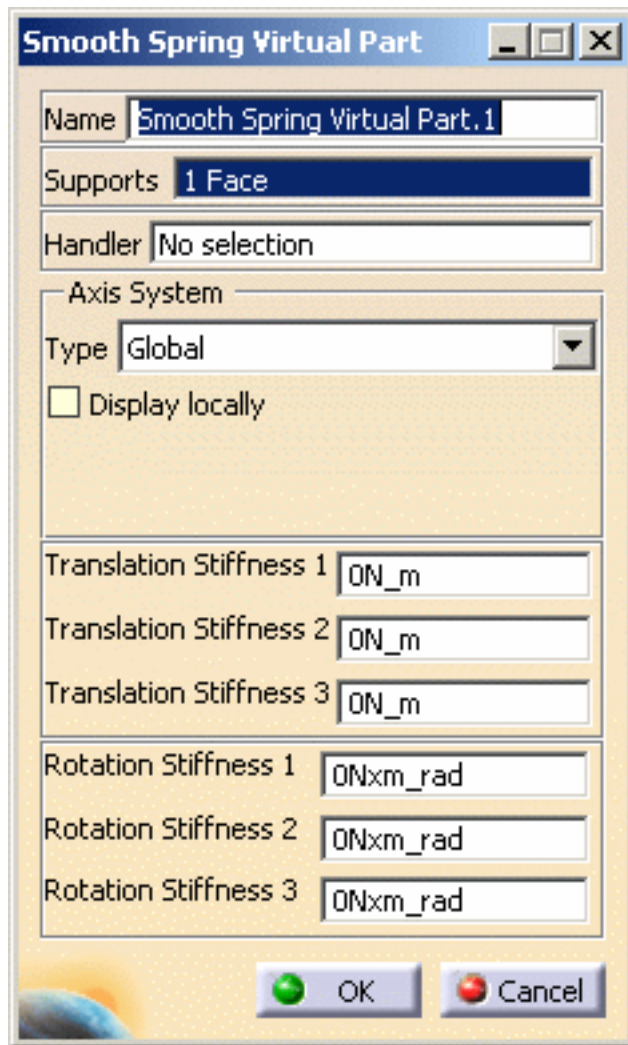 Smooth Spring Virtual Part
Name Smooth Spring Virtual Part.1
Supports 1 Face
Handler No selection
Axis System
Type Global
Display locally
Translation Stiffness 1 0N_m
Translation Stiffness 2 0N_m
Translation Stiffness 3 0N_m
Rotation Stiffness 1 0Nxm_rad
Rotation Stiffness 2 0Nxm_rad
Rotation Stiffness 3 0Nxm_rad
OK Cancel